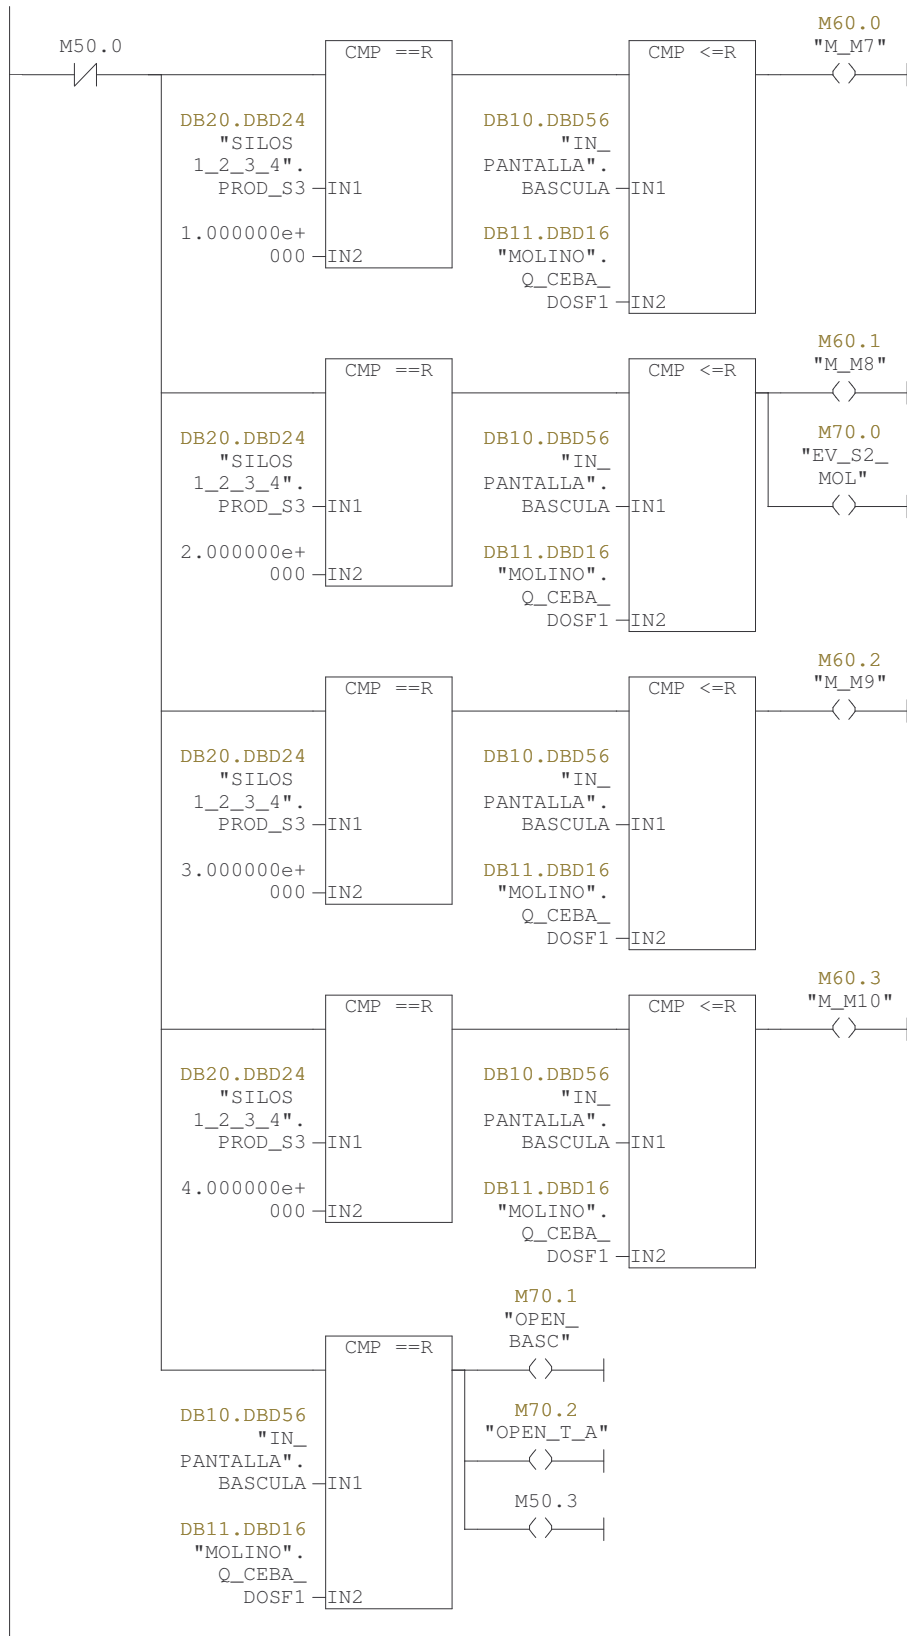 M60.0
"M_M7"
M50.0
CMP ==R
CMP <=R
DB20.DBD24
"SILOS
1_2_3_4".
PROD_S3
IN1
1.000000e+
000
IN2
DB10.DBD56
"IN_
PANTALLA".
BASCULA
IN1
DB11.DBD16
"MOLINO".
Q_CEBA_
DOSF1
IN2
M60.1
"M_M8"
CMP ==R
CMP <=R
M70.0
"EV_S2_
MOL"
DB20.DBD24
"SILOS
1_2_3_4".
PROD_S3
IN1
2.000000e+
000
IN2
DB10.DBD56
"IN_
PANTALLA".
BASCULA
IN1
DB11.DBD16
"MOLINO".
Q_CEBA_
DOSF1
IN2
M60.2
"M_M9"
CMP ==R
CMP <=R
DB20.DBD24
"SILOS
1_2_3_4".
PROD_S3
IN1
3.000000e+
000
IN2
DB10.DBD56
"IN_
PANTALLA".
BASCULA
IN1
DB11.DBD16
"MOLINO".
Q_CEBA_
DOSF1
IN2
M60.3
"M_M10"
CMP ==R
CMP <=R
DB20.DBD24
"SILOS
1_2_3_4".
PROD_S3
IN1
4.000000e+
000
IN2
DB10.DBD56
"IN_
PANTALLA".
BASCULA
IN1
DB11.DBD16
"MOLINO".
Q_CEBA_
DOSF1
IN2
M70.1
"OPEN_
BASC"
CMP ==R
DB10.DBD56
"IN_
PANTALLA".
BASCULA
IN1
DB11.DBD16
"MOLINO".
Q_CEBA_
DOSF1
IN2
M70.2
"OPEN_T_A"
M50.3